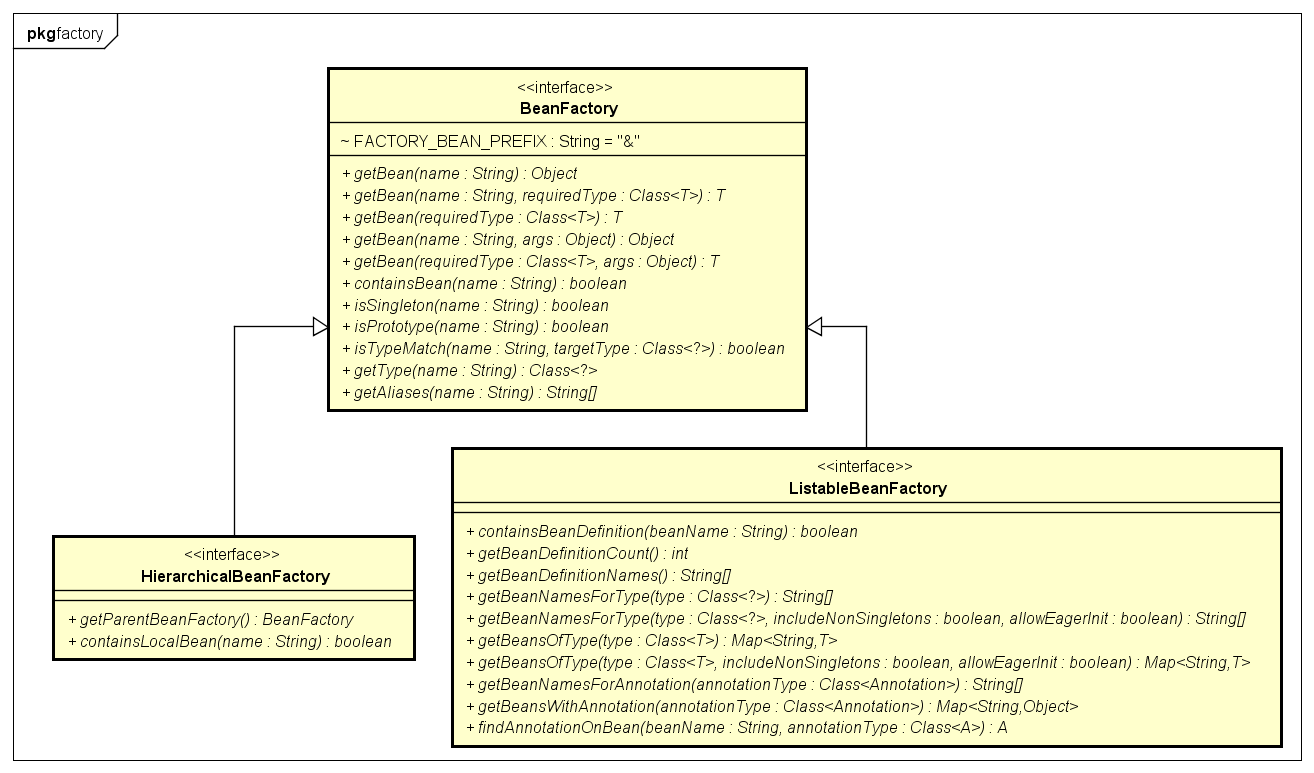 pkg factory
<<interface>>
BeanFactory
~ FACTORY_BEAN_PREFIX : String = "&"
+ getBean(name : String) : Object
+ getBean(name : String, requiredType : Class<T>) : T
+ getBean(requiredType : Class<T>) : T
+ getBean(name : String, args : Object) : Object
+ getBean(requiredType : Class<T>, args : Object) : T
+ containsBean(name : String) : boolean
+ isSingleton(name : String) : boolean
+ isPrototype(name : String) : boolean
+ isTypeMatch(name : String, targetType : Class<?>) : boolean
+ getType(name : String) : Class<?>
+ getAliases(name : String) : String[]
<<interface>>
HierarchicalBeanFactory
+ getParentBeanFactory() : BeanFactory
+ containsLocalBean(name : String) : boolean
<<interface>>
ListableBeanFactory
+ containsBeanDefinition(beanName : String) : boolean
+ getBeanDefinitionCount() : int
+ getBeanDefinitionNames() : String[]
+ getBeanNamesForType(type : Class<?>) : String[]
+ getBeanNamesForType(type : Class<?>, includeNonSingletons : boolean, allowEagerInit : boolean) : String[]
+ getBeansOfType(type : Class<T>) : Map<String,T>
+ getBeansOfType(type : Class<T>, includeNonSingletons : boolean, allowEagerInit : boolean) : Map<String,T>
+ getBeanNamesForAnnotation(annotationType : Class<Annotation>) : String[]
+ getBeansWithAnnotation(annotationType : Class<Annotation>) : Map<String,Object>
+ findAnnotationOnBean(beanName : String, annotationType : Class<A>) : A